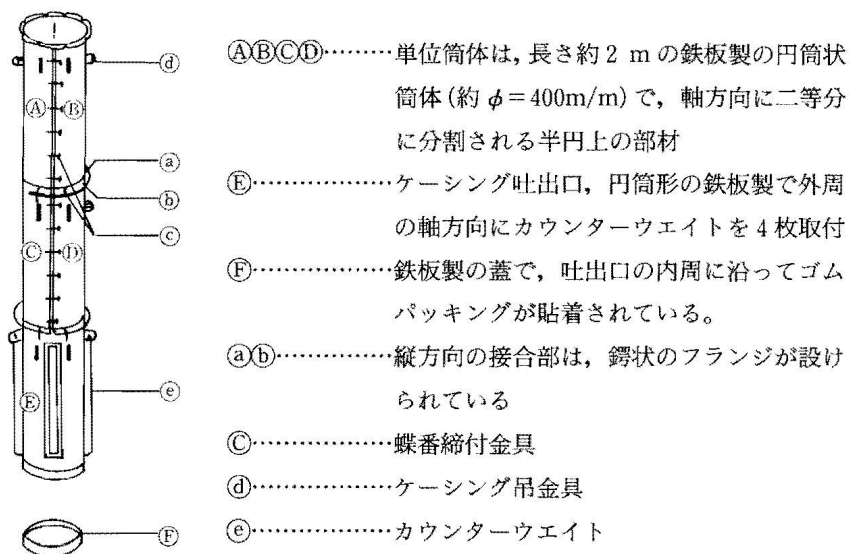 ⒶⒷⒸⒹ………単位筒体は，長さ約2 mの鉄板製の円筒状
筒体(約φ=400m/m)で，軸方向に二等分
に分割される半円上の部材
Ⓔ………………ケーシング吐出口，円筒形の鉄板製で外周
の軸方向にカウンターウエイトを4枚取付
Ⓕ………………鉄板製の蓋で，吐出口の内周に沿ってゴム
パッキングが貼着されている。
ⓐⓑ……………縦方向の接合部は，鍔状のフランジが設け
られている
Ⓒ………………蝶番締付金具
ⓓ………………ケーシング吊金具
ⓔ………………カウンターウエイト
ⓓ
Ⓐ Ⓑ
ⓐ
ⓑ
ⓒ
Ⓒ Ⓓ
ⓔ
Ⓔ
Ⓕ